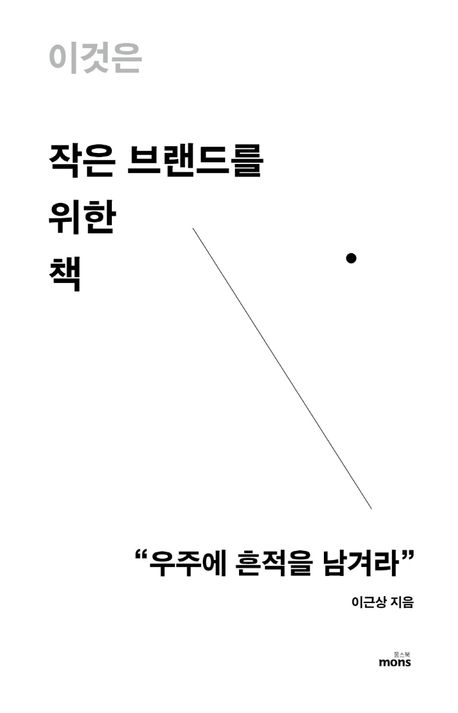 이것은
작은 브랜드를
위한
책
“우주에 흔적을 남겨라”
이근상 지음
몽스북
mons